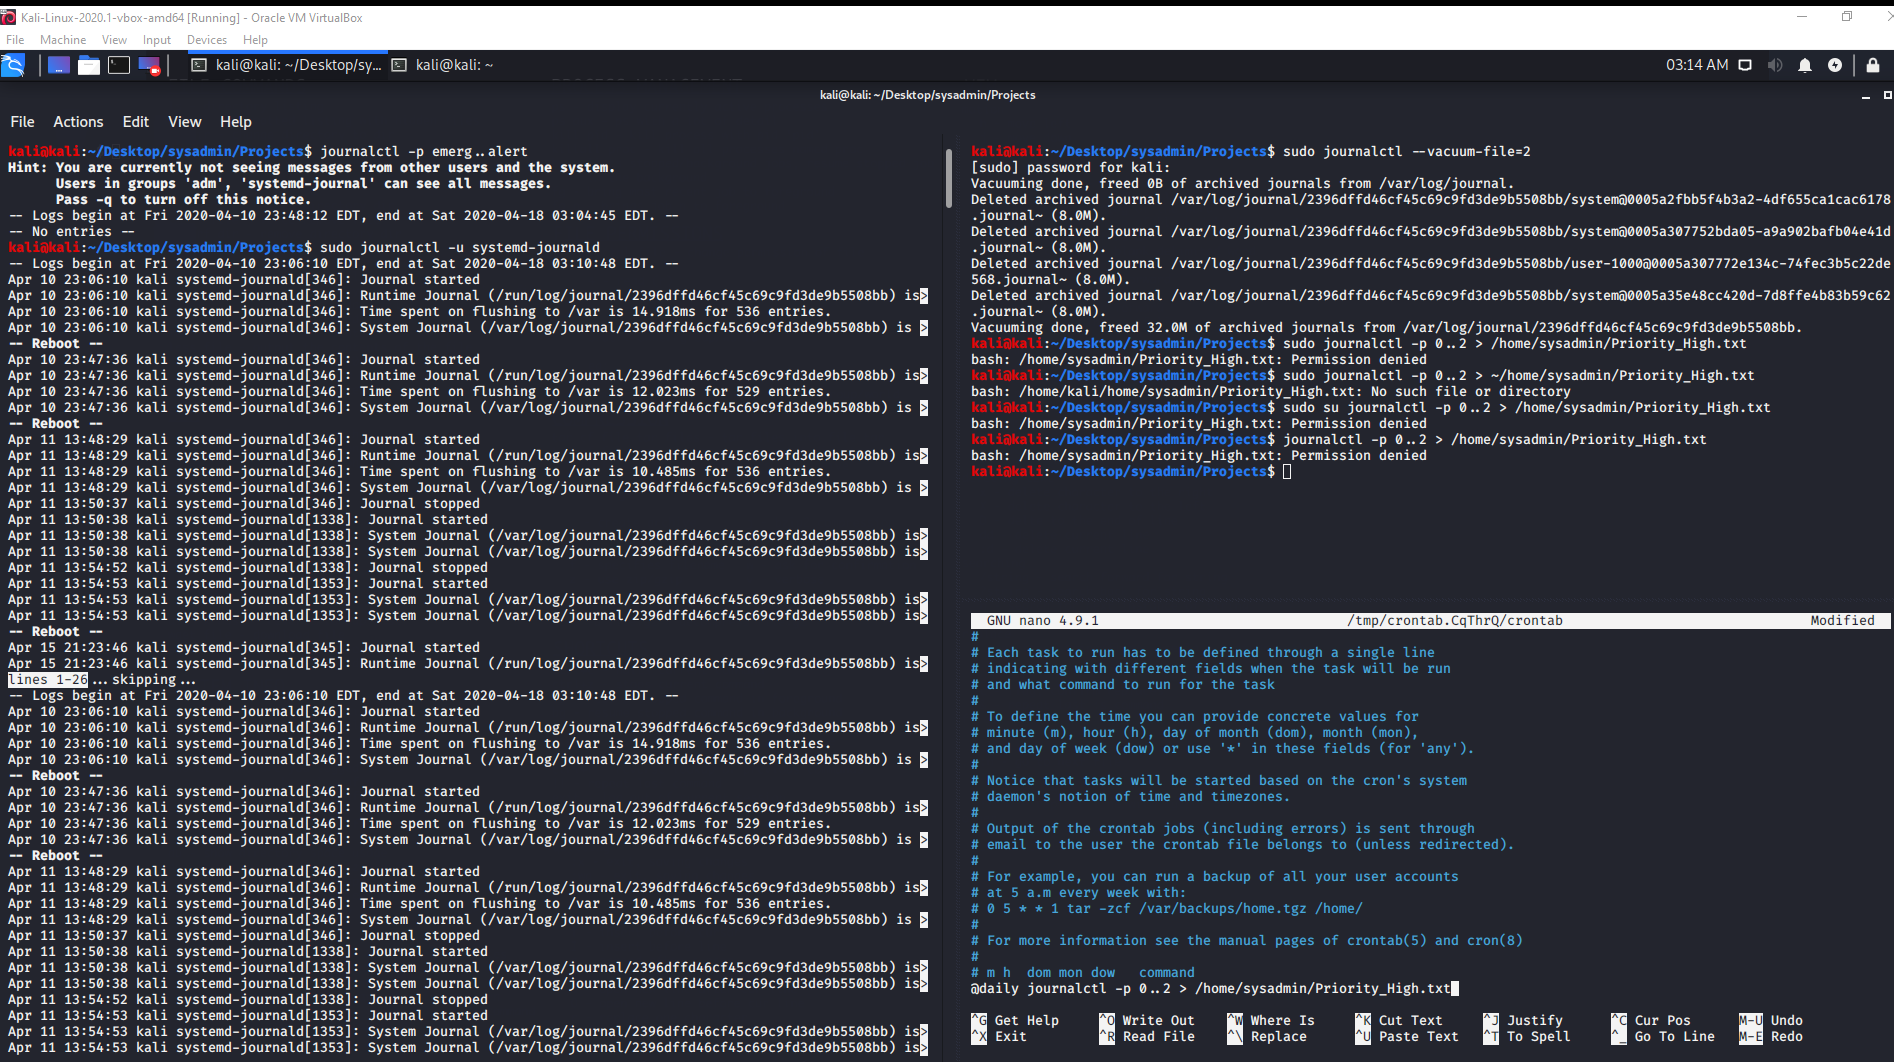 Kali-Linux-2020.1-vbox-amd64 [Running] - Oracle VM VirtualBox
File Machine View Input Devices Help
kali@kali: ~/Desktop/sy... kali@kali: ~
03:14 AM
kali@kali: ~/Desktop/sysadmin/Projects
File Actions Edit View Help
kali@kali:~/Desktop/sysadmin/Projects$ journalctl -p emerg..alert
Hint: You are currently not seeing messages from other users and the system.
Users in groups 'adm', 'systemd-journal' can see all messages.
Pass -q to turn off this notice.
-- Logs begin at Fri 2020-04-10 23:48:12 EDT, end at Sat 2020-04-18 03:04:45 EDT. --
-- No entries --
kali@kali:~/Desktop/sysadmin/Projects$ sudo journalctl -u systemd-journald
-- Logs begin at Fri 2020-04-10 23:06:10 EDT, end at Sat 2020-04-18 03:10:48 EDT. --
Apr 10 23:06:10 kali systemd-journald[346]: Journal started
Apr 10 23:06:10 kali systemd-journald[346]: Runtime Journal (/run/log/journal/2396dffd46cf45c69c9fd3de9b5508bb) is>
Apr 10 23:06:10 kali systemd-journald[346]: Time spent on flushing to /var is 14.918ms for 536 entries.
Apr 10 23:06:10 kali systemd-journald[346]: System Journal (/var/log/journal/2396dffd46cf45c69c9fd3de9b5508bb) is >
-- Reboot --
Apr 10 23:47:36 kali systemd-journald[346]: Journal started
Apr 10 23:47:36 kali systemd-journald[346]: Runtime Journal (/run/log/journal/2396dffd46cf45c69c9fd3de9b5508bb) is>
Apr 10 23:47:36 kali systemd-journald[346]: Time spent on flushing to /var is 12.023ms for 529 entries.
Apr 10 23:47:36 kali systemd-journald[346]: System Journal (/var/log/journal/2396dffd46cf45c69c9fd3de9b5508bb) is >
-- Reboot --
Apr 11 13:48:29 kali systemd-journald[346]: Journal started
Apr 11 13:48:29 kali systemd-journald[346]: Runtime Journal (/run/log/journal/2396dffd46cf45c69c9fd3de9b5508bb) is>
Apr 11 13:48:29 kali systemd-journald[346]: Time spent on flushing to /var is 10.485ms for 536 entries.
Apr 11 13:48:29 kali systemd-journald[346]: System Journal (/var/log/journal/2396dffd46cf45c69c9fd3de9b5508bb) is >
Apr 11 13:50:37 kali systemd-journald[346]: Journal stopped
Apr 11 13:50:38 kali systemd-journald[1338]: Journal started
Apr 11 13:50:38 kali systemd-journald[1338]: System Journal (/var/log/journal/2396dffd46cf45c69c9fd3de9b5508bb) is>
Apr 11 13:50:38 kali systemd-journald[1338]: System Journal (/var/log/journal/2396dffd46cf45c69c9fd3de9b5508bb) is>
Apr 11 13:54:52 kali systemd-journald[1338]: Journal stopped
Apr 11 13:54:53 kali systemd-journald[1353]: Journal started
Apr 11 13:54:53 kali systemd-journald[1353]: System Journal (/var/log/journal/2396dffd46cf45c69c9fd3de9b5508bb) is>
Apr 11 13:54:53 kali systemd-journald[1353]: System Journal (/var/log/journal/2396dffd46cf45c69c9fd3de9b5508bb) is>
-- Reboot --
Apr 15 21:23:46 kali systemd-journald[345]: Journal started
Apr 15 21:23:46 kali systemd-journald[345]: Runtime Journal (/run/log/journal/2396dffd46cf45c69c9fd3de9b5508bb) is>
lines 1-26...skipping...
-- Logs begin at Fri 2020-04-10 23:06:10 EDT, end at Sat 2020-04-18 03:10:48 EDT. --
Apr 10 23:06:10 kali systemd-journald[346]: Journal started
Apr 10 23:06:10 kali systemd-journald[346]: Runtime Journal (/run/log/journal/2396dffd46cf45c69c9fd3de9b5508bb) is>
Apr 10 23:06:10 kali systemd-journald[346]: Time spent on flushing to /var is 14.918ms for 536 entries.
Apr 10 23:06:10 kali systemd-journald[346]: System Journal (/var/log/journal/2396dffd46cf45c69c9fd3de9b5508bb) is >
-- Reboot --
Apr 10 23:47:36 kali systemd-journald[346]: Journal started
Apr 10 23:47:36 kali systemd-journald[346]: Runtime Journal (/run/log/journal/2396dffd46cf45c69c9fd3de9b5508bb) is>
Apr 10 23:47:36 kali systemd-journald[346]: Time spent on flushing to /var is 12.023ms for 529 entries.
Apr 10 23:47:36 kali systemd-journald[346]: System Journal (/var/log/journal/2396dffd46cf45c69c9fd3de9b5508bb) is >
-- Reboot --
Apr 11 13:48:29 kali systemd-journald[346]: Journal started
Apr 11 13:48:29 kali systemd-journald[346]: Runtime Journal (/run/log/journal/2396dffd46cf45c69c9fd3de9b5508bb) is>
Apr 11 13:48:29 kali systemd-journald[346]: Time spent on flushing to /var is 10.485ms for 536 entries.
Apr 11 13:48:29 kali systemd-journald[346]: System Journal (/var/log/journal/2396dffd46cf45c69c9fd3de9b5508bb) is >
Apr 11 13:50:37 kali systemd-journald[346]: Journal stopped
Apr 11 13:50:38 kali systemd-journald[1338]: Journal started
Apr 11 13:50:38 kali systemd-journald[1338]: System Journal (/var/log/journal/2396dffd46cf45c69c9fd3de9b5508bb) is>
Apr 11 13:50:38 kali systemd-journald[1338]: System Journal (/var/log/journal/2396dffd46cf45c69c9fd3de9b5508bb) is>
Apr 11 13:54:52 kali systemd-journald[1338]: Journal stopped
Apr 11 13:54:53 kali systemd-journald[1353]: Journal started
Apr 11 13:54:53 kali systemd-journald[1353]: System Journal (/var/log/journal/2396dffd46cf45c69c9fd3de9b5508bb) is>
Apr 11 13:54:53 kali systemd-journald[1353]: System Journal (/var/log/journal/2396dffd46cf45c69c9fd3de9b5508bb) is>
kali@kali:~/Desktop/sysadmin/Projects$ sudo journalctl --vacuum-file=2
[sudo] password for kali:
Vacuuming done, freed 0B of archived journals from /var/log/journal.
Deleted archived journal /var/log/journal/2396dffd46cf45c69c9fd3de9b5508bb/system@0005a2fbb5f4b3a2-4df655ca1cac6178
.journal~ (8.0M).
Deleted archived journal /var/log/journal/2396dffd46cf45c69c9fd3de9b5508bb/system@0005a307752bda05-a9a902bafb04e41d
.journal~ (8.0M).
Deleted archived journal /var/log/journal/2396dffd46cf45c69c9fd3de9b5508bb/user-1000@0005a307772e134c-74fec3b5c22de
568.journal~ (8.0M).
Deleted archived journal /var/log/journal/2396dffd46cf45c69c9fd3de9b5508bb/system@0005a35e48cc420d-7d8ffe4b83b59c62
.journal~ (8.0M).
Vacuuming done, freed 32.0M of archived journals from /var/log/journal/2396dffd46cf45c69c9fd3de9b5508bb.
kali@kali:~/Desktop/sysadmin/Projects$ sudo journalctl -p 0..2 > /home/sysadmin/Priority_High.txt
bash: /home/sysadmin/Priority_High.txt: Permission denied
kali@kali:~/Desktop/sysadmin/Projects$ sudo journalctl -p 0..2 > ~/home/sysadmin/Priority_High.txt
bash: /home/kali/home/sysadmin/Priority_High.txt: No such file or directory
kali@kali:~/Desktop/sysadmin/Projects$ sudo su journalctl -p 0..2 > /home/sysadmin/Priority_High.txt
bash: /home/sysadmin/Priority_High.txt: Permission denied
kali@kali:~/Desktop/sysadmin/Projects$ journalctl -p 0..2 > /home/sysadmin/Priority_High.txt
bash: /home/sysadmin/Priority_High.txt: Permission denied
kali@kali:~/Desktop/sysadmin/Projects$
GNU nano 4.9.1 /tmp/crontab.CqThrQ/crontab Modified
#
# Each task to run has to be defined through a single line
# indicating with different fields when the task will be run
# and what command to run for the task
#
# To define the time you can provide concrete values for
# minute (m), hour (h), day of month (dom), month (mon),
# and day of week (dow) or use '*' in these fields (for 'any').
#
# Notice that tasks will be started based on the cron's system
# daemon's notion of time and timezones.
#
# Output of the crontab jobs (including errors) is sent through
# email to the user the crontab file belongs to (unless redirected).
#
# For example, you can run a backup of all your user accounts
# at 5 a.m every week with:
# 0 5 * * 1 tar -zcf /var/backups/home.tgz /home/
#
# For more information see the manual pages of crontab(5) and cron(8)
#
# m h  dom mon dow   command
@daily journalctl -p 0..2 > /home/sysadmin/Priority_High.txt
^G Get Help ^O Write Out ^W Where Is ^K Cut Text ^J Justify ^C Cur Pos M-U Undo
^X Exit ^R Read File ^\ Replace ^U Paste Text ^T To Spell ^_ Go To Line M-E Redo